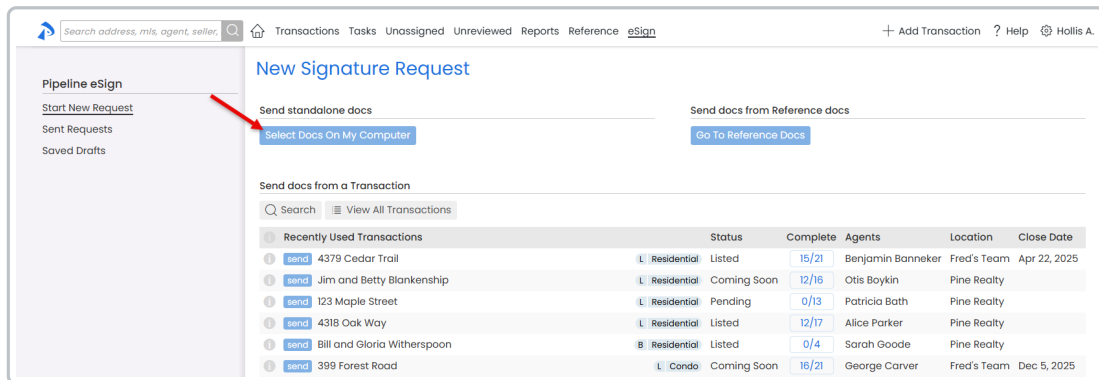 Search address, mls, agent, seller,
Transactions Tasks Unassigned Unreviewed Reports Reference eSign
+ Add Transaction ? Help Hollis A.
Pipeline eSign
Start New Request
Sent Requests
Saved Drafts
New Signature Request
Send standalone docs
Select Docs On My Computer
Send docs from Reference docs
Go To Reference Docs
Send docs from a Transaction
Search View All Transactions
Recently Used Transactions Status Complete Agents Location Close Date
send 4379 Cedar Trail L Residential Listed 15/21 Benjamin Banneker Fred's Team Apr 22, 2025
send Jim and Betty Blankenship L Residential Coming Soon 12/16 Otis Boykin Pine Realty
send 123 Maple Street L Residential Pending 0/13 Patricia Bath Pine Realty
send 4318 Oak Way L Residential Listed 12/17 Alice Parker Pine Realty
send Bill and Gloria Witherspoon B Residential Listed 0/4 Sarah Goode Pine Realty
send 399 Forest Road L Condo Coming Soon 16/21 George Carver Fred's Team Dec 5, 2025